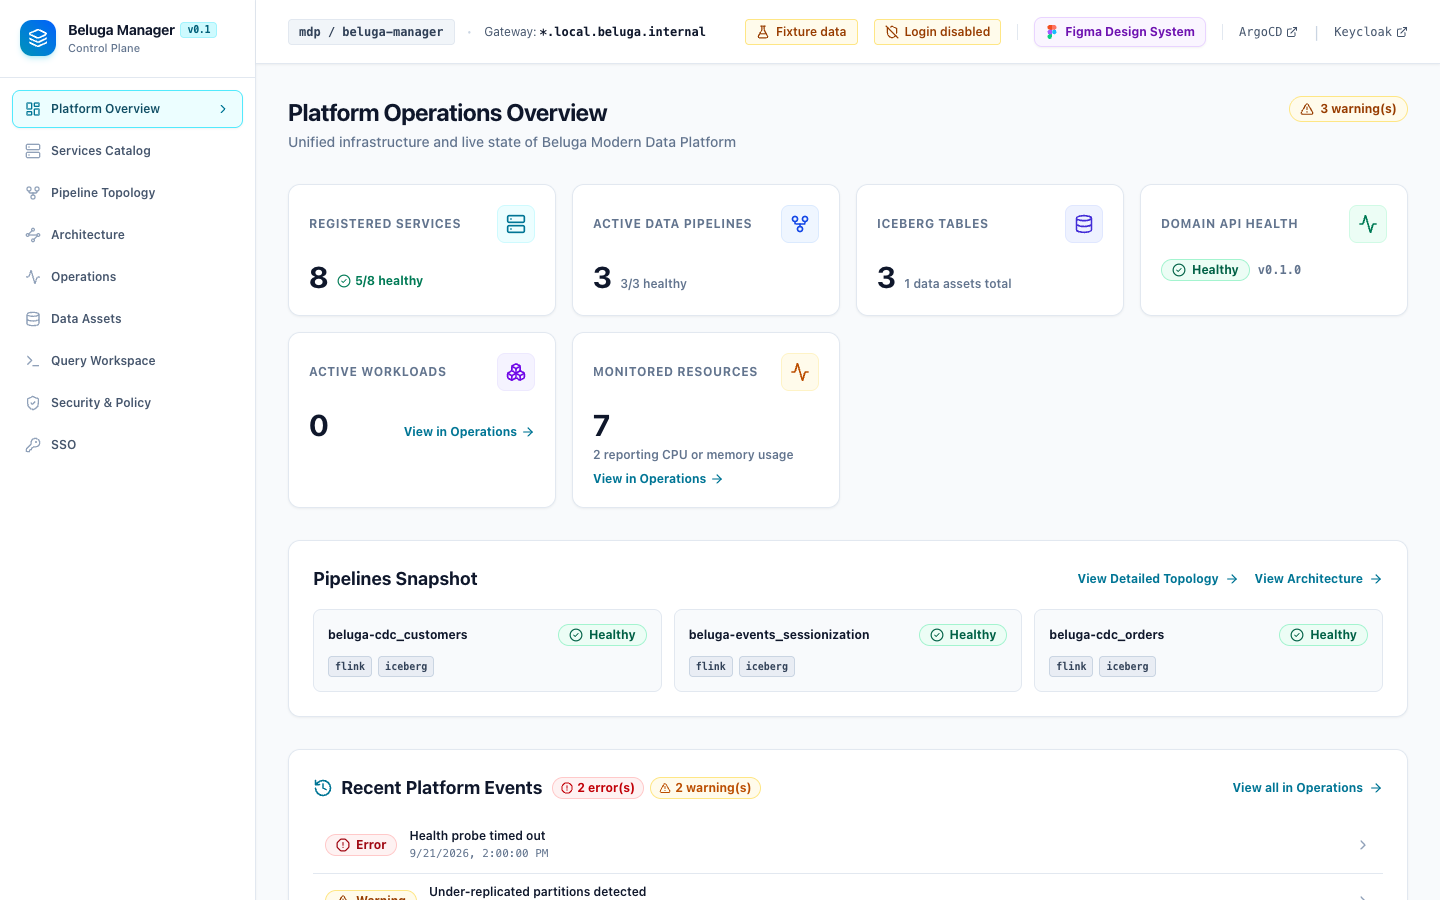 Beluga Manager v0.1
Control Plane
mdp / beluga-manager
Gateway: *.local.beluga.internal
Fixture data
Login disabled
Figma Design System
ArgoCD
Keycloak
Platform Overview
Services Catalog
Pipeline Topology
Architecture
Operations
Data Assets
Query Workspace
Security & Policy
SSO
Platform Operations Overview
3 warning(s)
Unified infrastructure and live state of Beluga Modern Data Platform
REGISTERED SERVICES
8 5/8 healthy
ACTIVE DATA PIPELINES
3 3/3 healthy
ICEBERG TABLES
3 1 data assets total
DOMAIN API HEALTH
Healthy v0.1.0
ACTIVE WORKLOADS
0 View in Operations →
MONITORED RESOURCES
7
2 reporting CPU or memory usage
View in Operations →
Pipelines Snapshot
View Detailed Topology →
View Architecture →
beluga-cdc_customers Healthy
flink iceberg
beluga-events_sessionization Healthy
flink iceberg
beluga-cdc_orders Healthy
flink iceberg
Recent Platform Events 2 error(s) 2 warning(s)
View all in Operations →
Error
Health probe timed out
9/21/2026, 2:00:00 PM
Warning
Under-replicated partitions detected